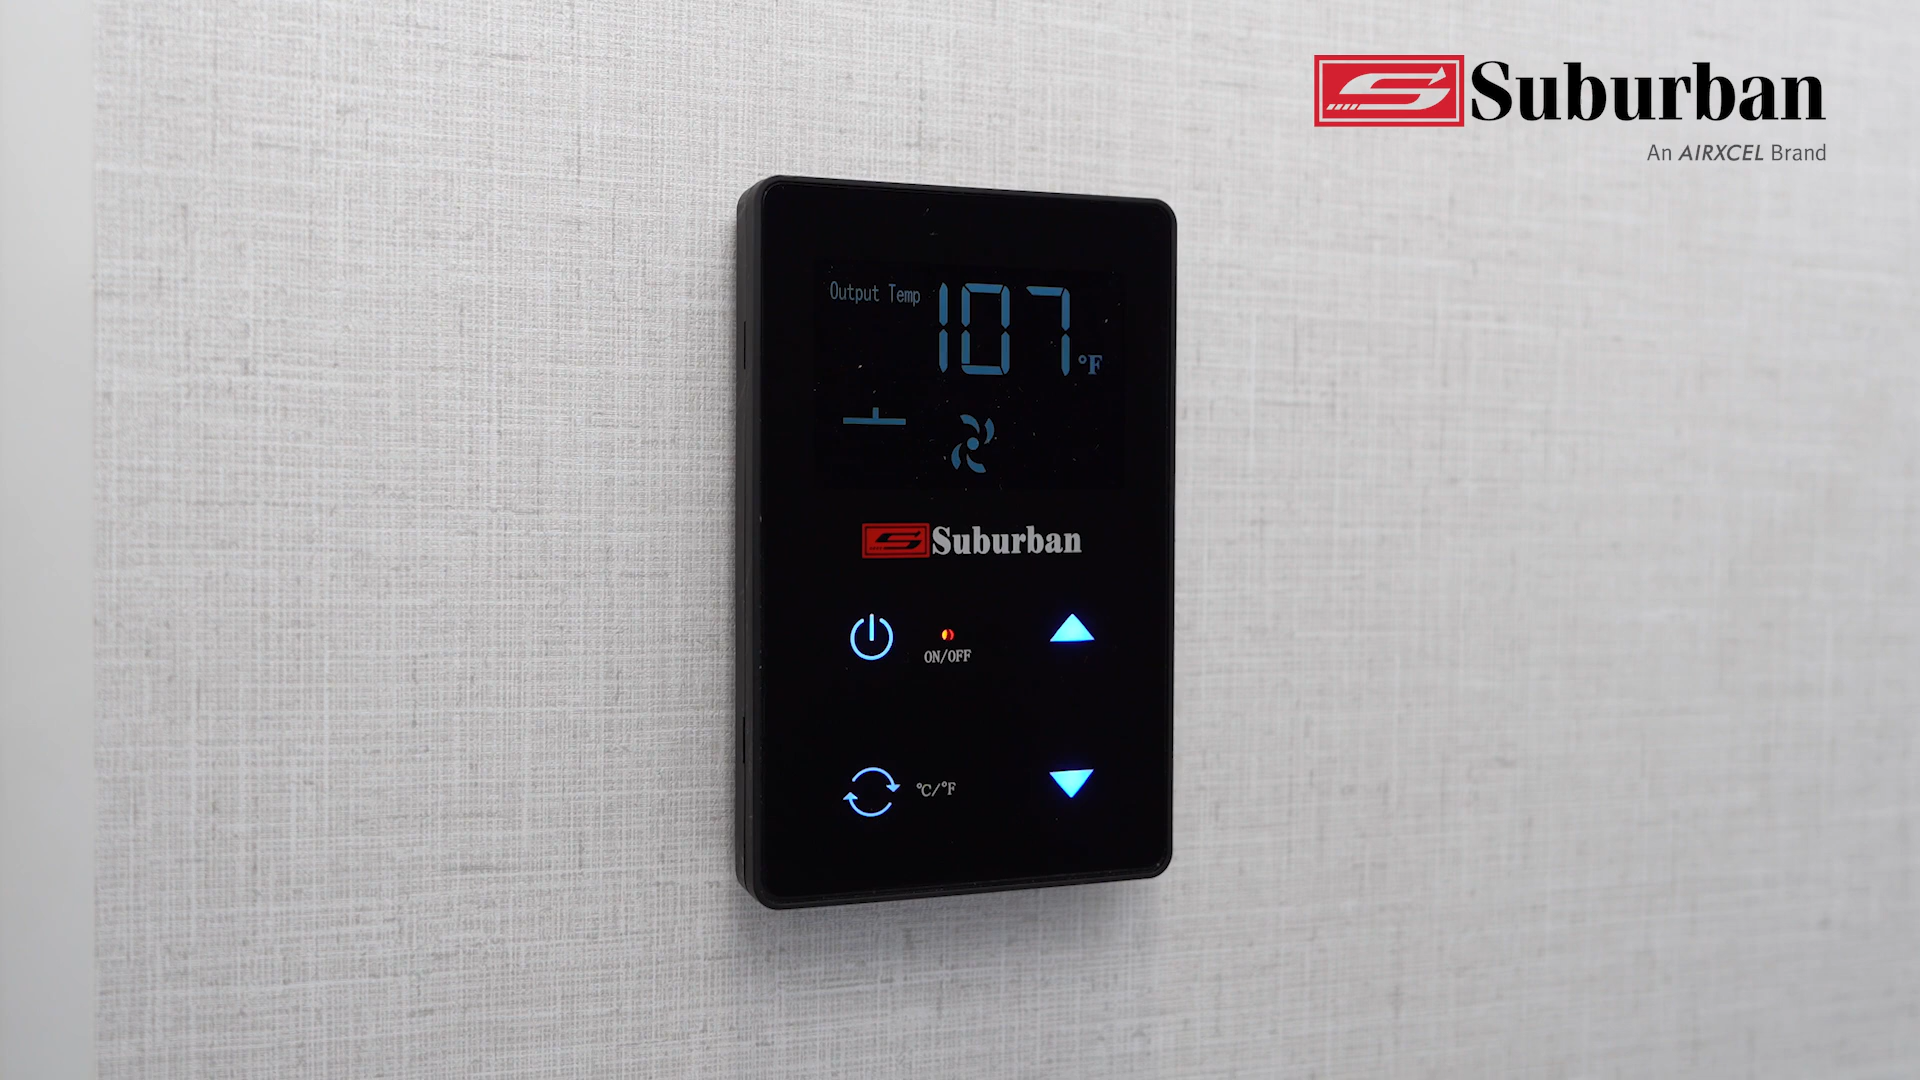 Suburban
An AIRXCEL Brand
Output Temp 107 °F
Suburban
ON/OFF
°C/°F